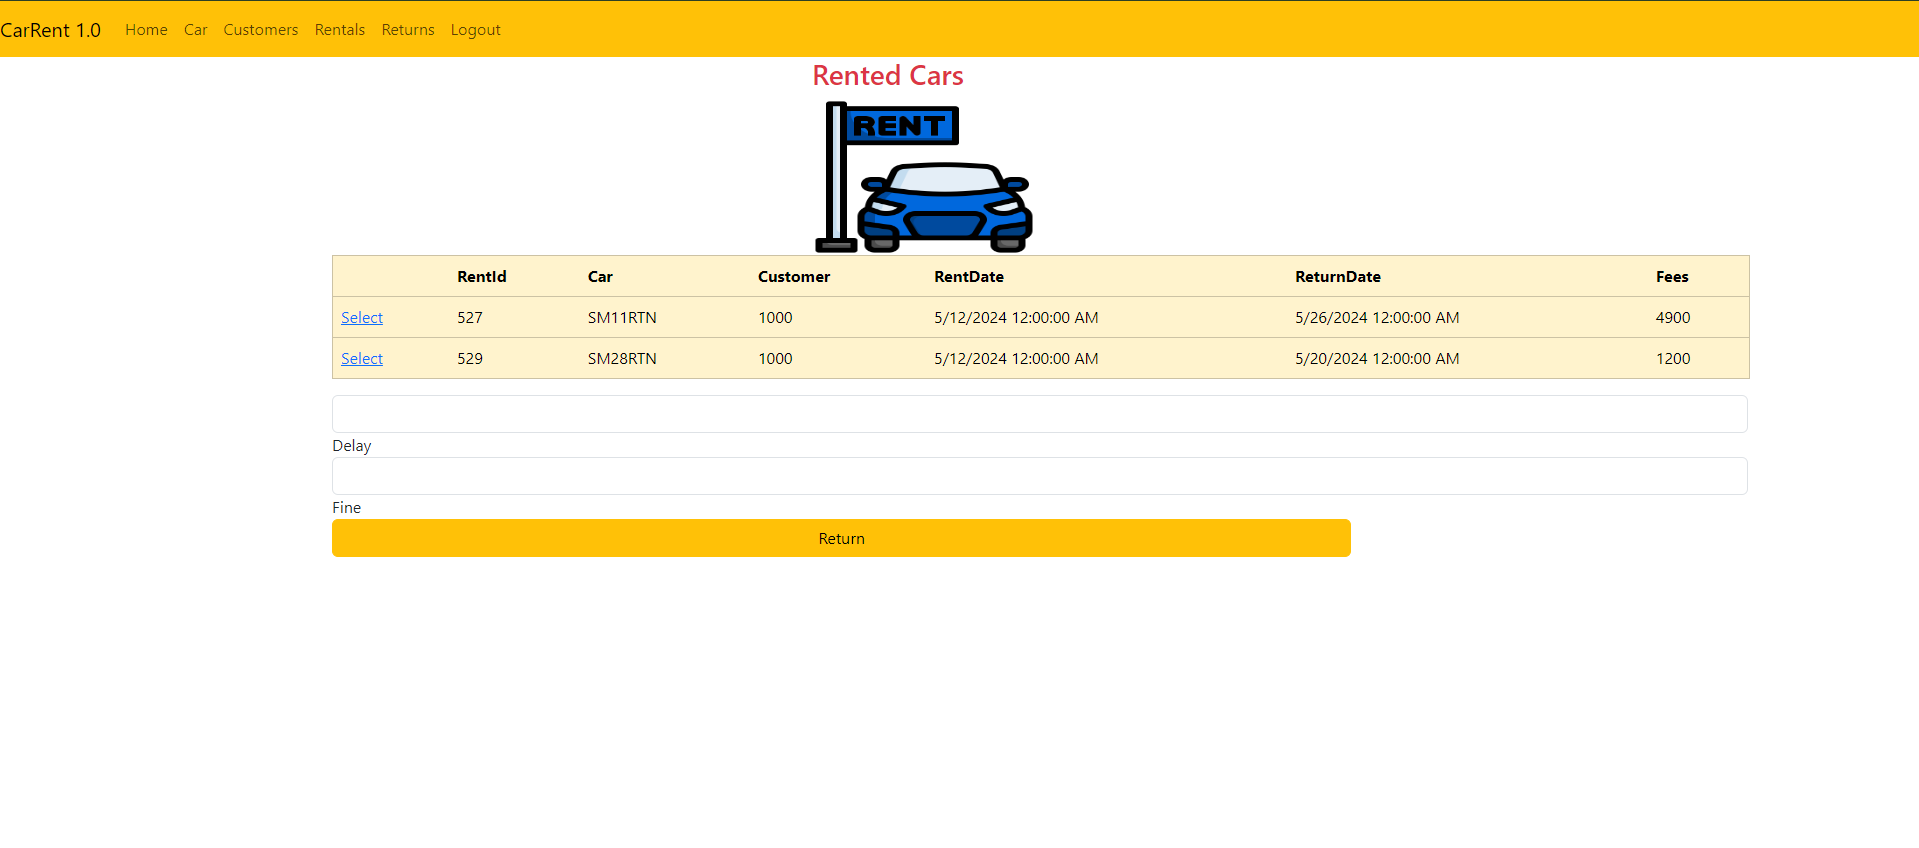 CarRent 1.0 Home Car Customers Rentals Returns Logout
Rented Cars
RENT
RentId Car Customer RentDate ReturnDate Fees
Select 527 SM11RTN 1000 5/12/2024 12:00:00 AM 5/26/2024 12:00:00 AM 4900
Select 529 SM28RTN 1000 5/12/2024 12:00:00 AM 5/20/2024 12:00:00 AM 1200
Delay
Fine
Return